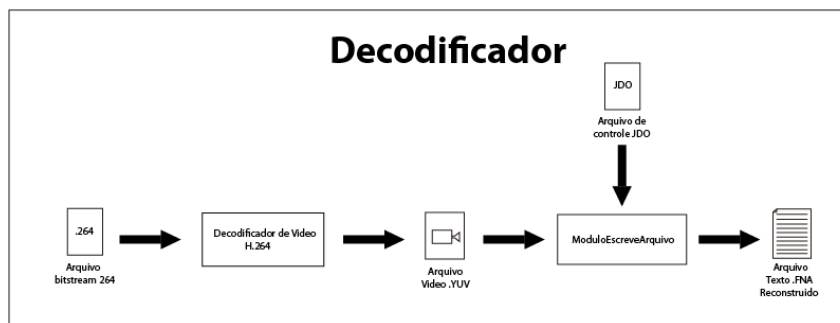 Decodificador
JDO
Arquivo de
controle JDO
.264
Arquivo
bitstream 264
Decodificador de Video
H.264
Arquivo
Video .YUV
ModuloEscreveArquivo
Arquivo
Texto .FNA
Reconstruido